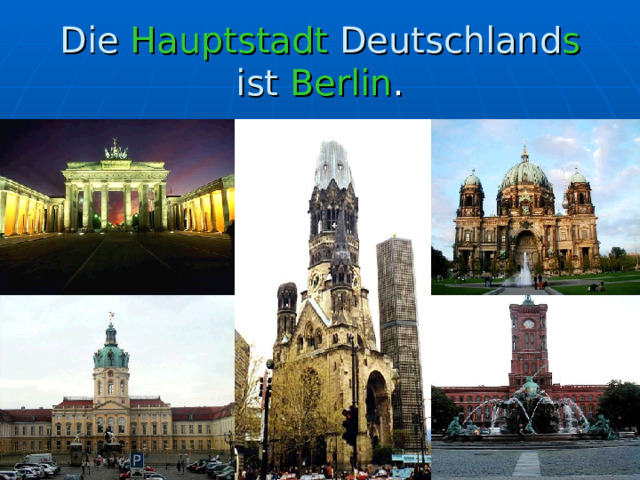 Die Hauptstadt Deutschlands
ist Berlin.
P